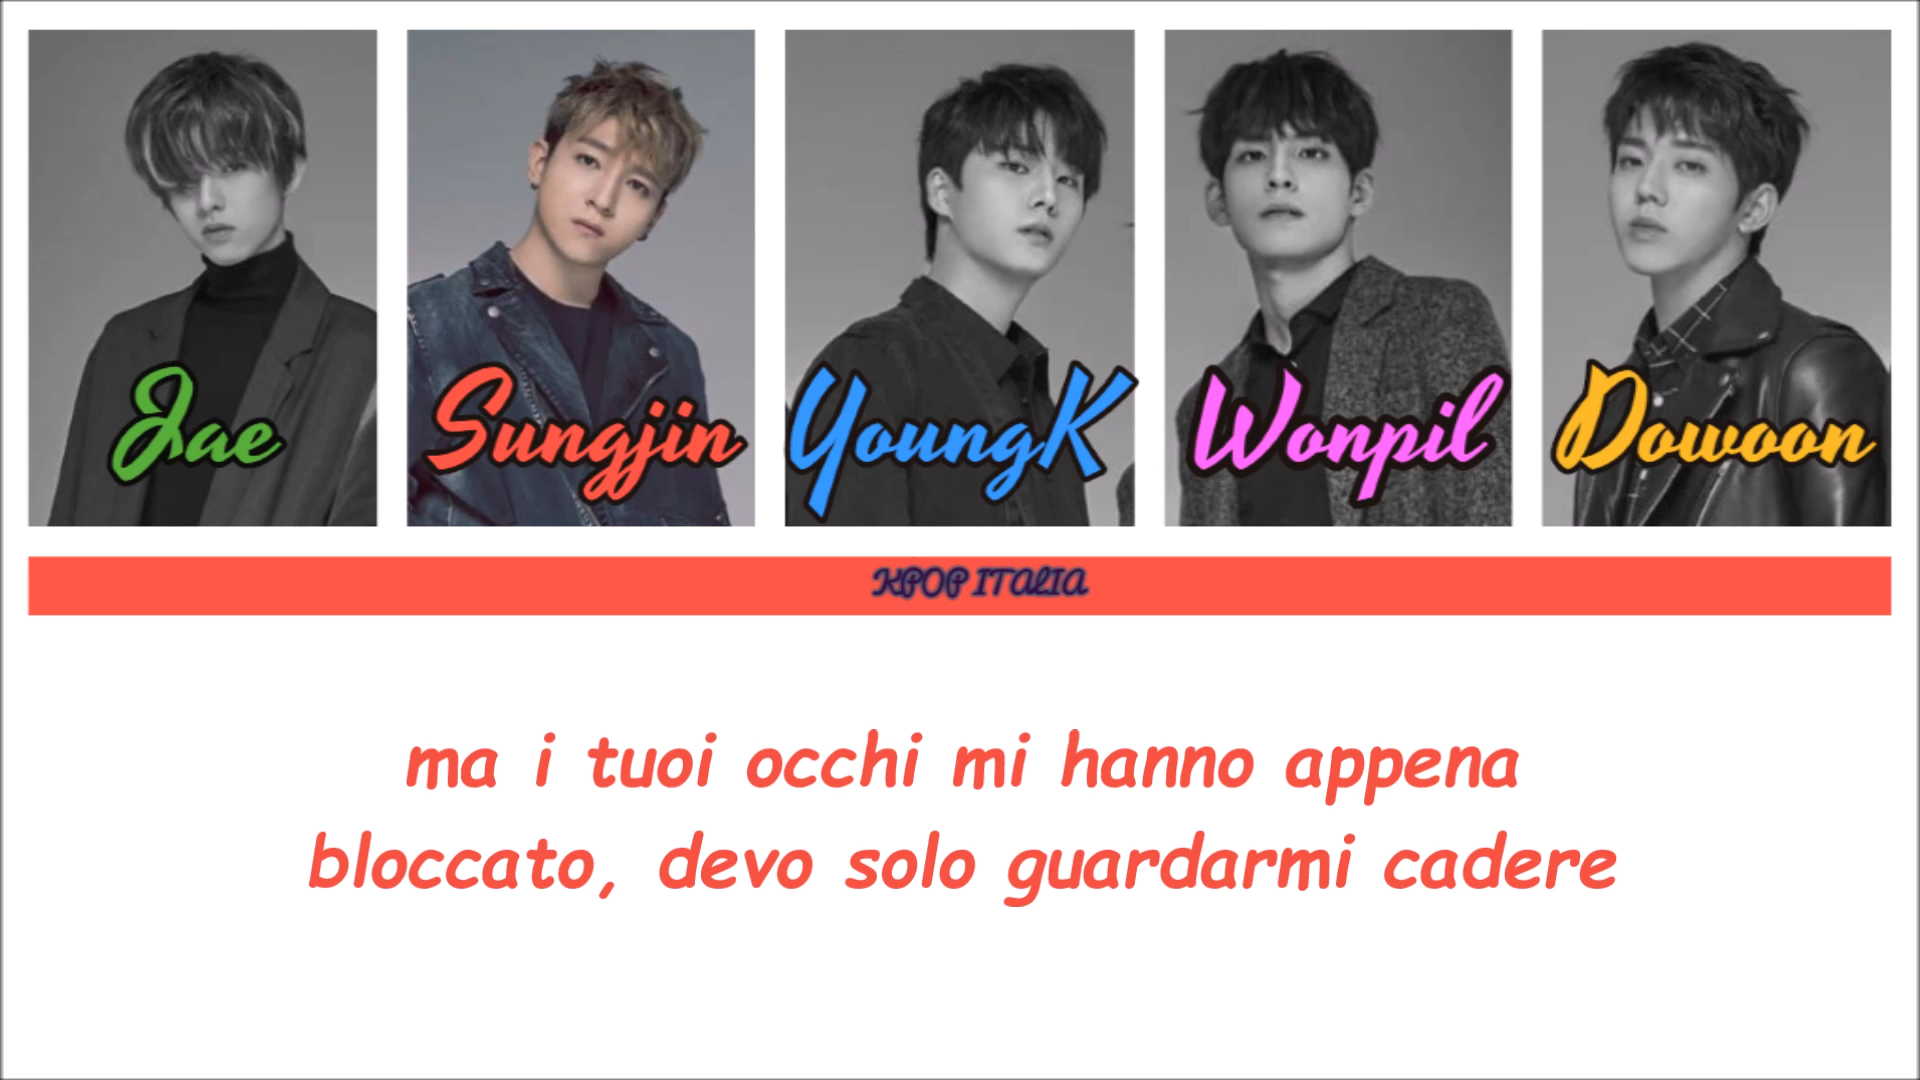 Jae
Sungjin
YoungK
Wonpil
Dowoon
KPOP ITALIA
ma i tuoi occhi mi hanno appena
bloccato, devo solo guardarmi cadere